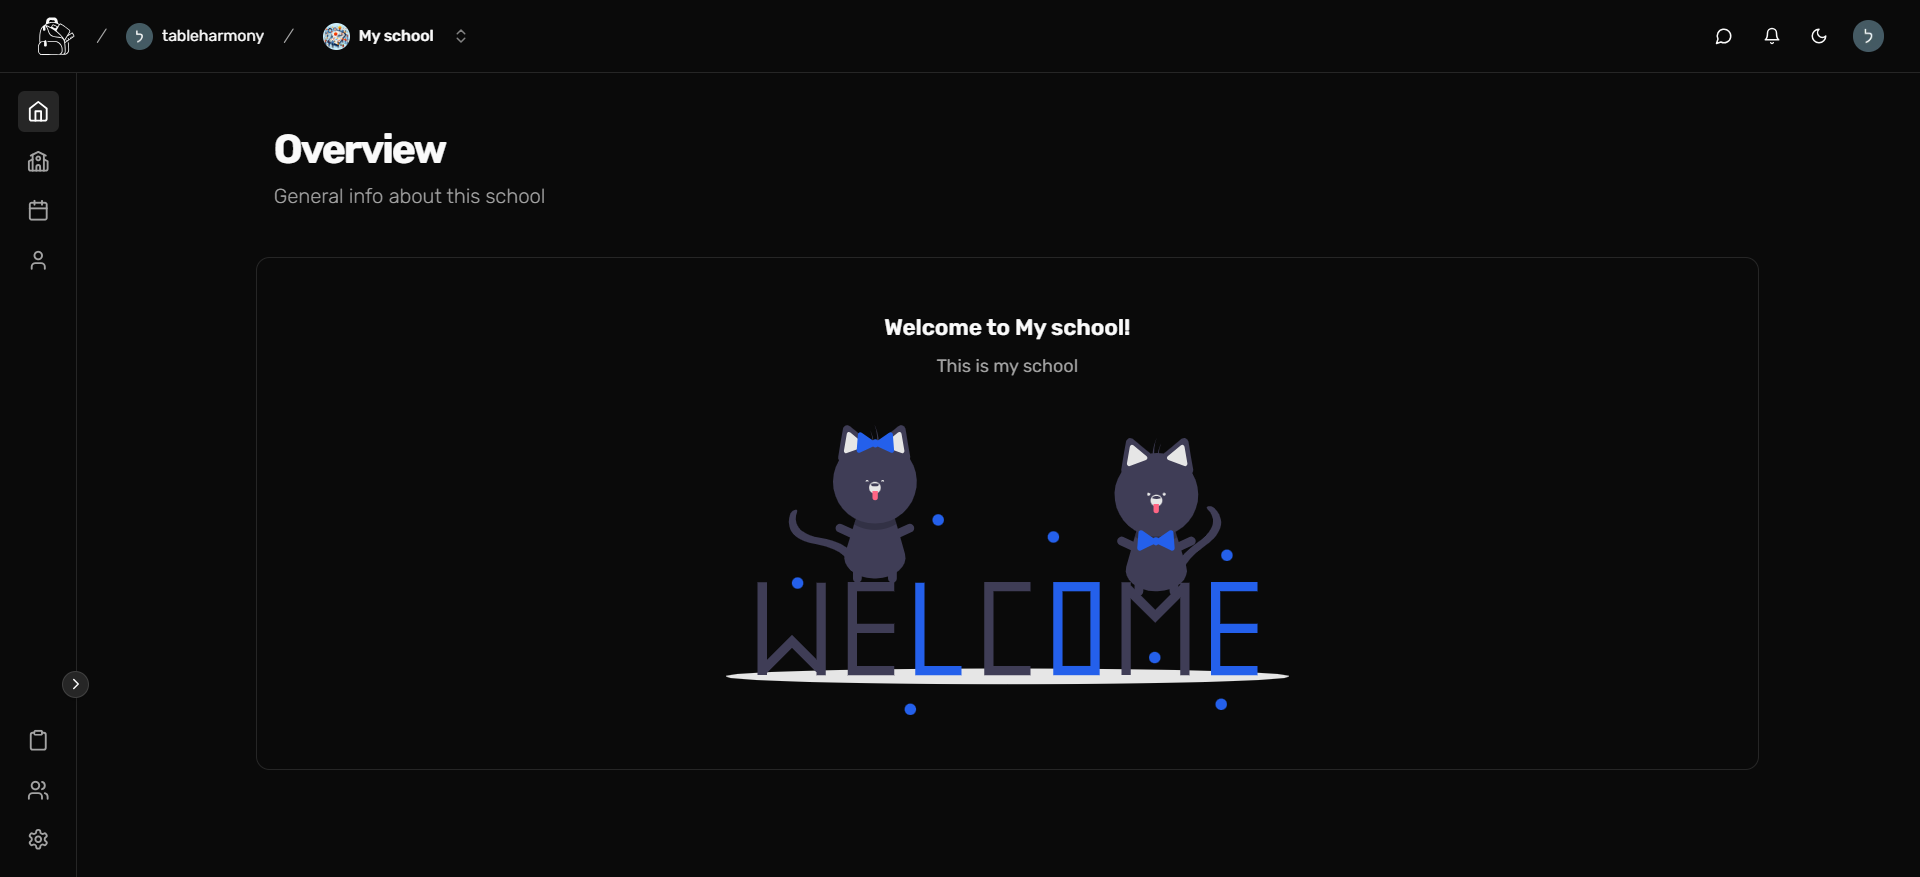 / כ tableharmony / My school
כ
Overview
General info about this school
Welcome to My school!
This is my school
WELCOME